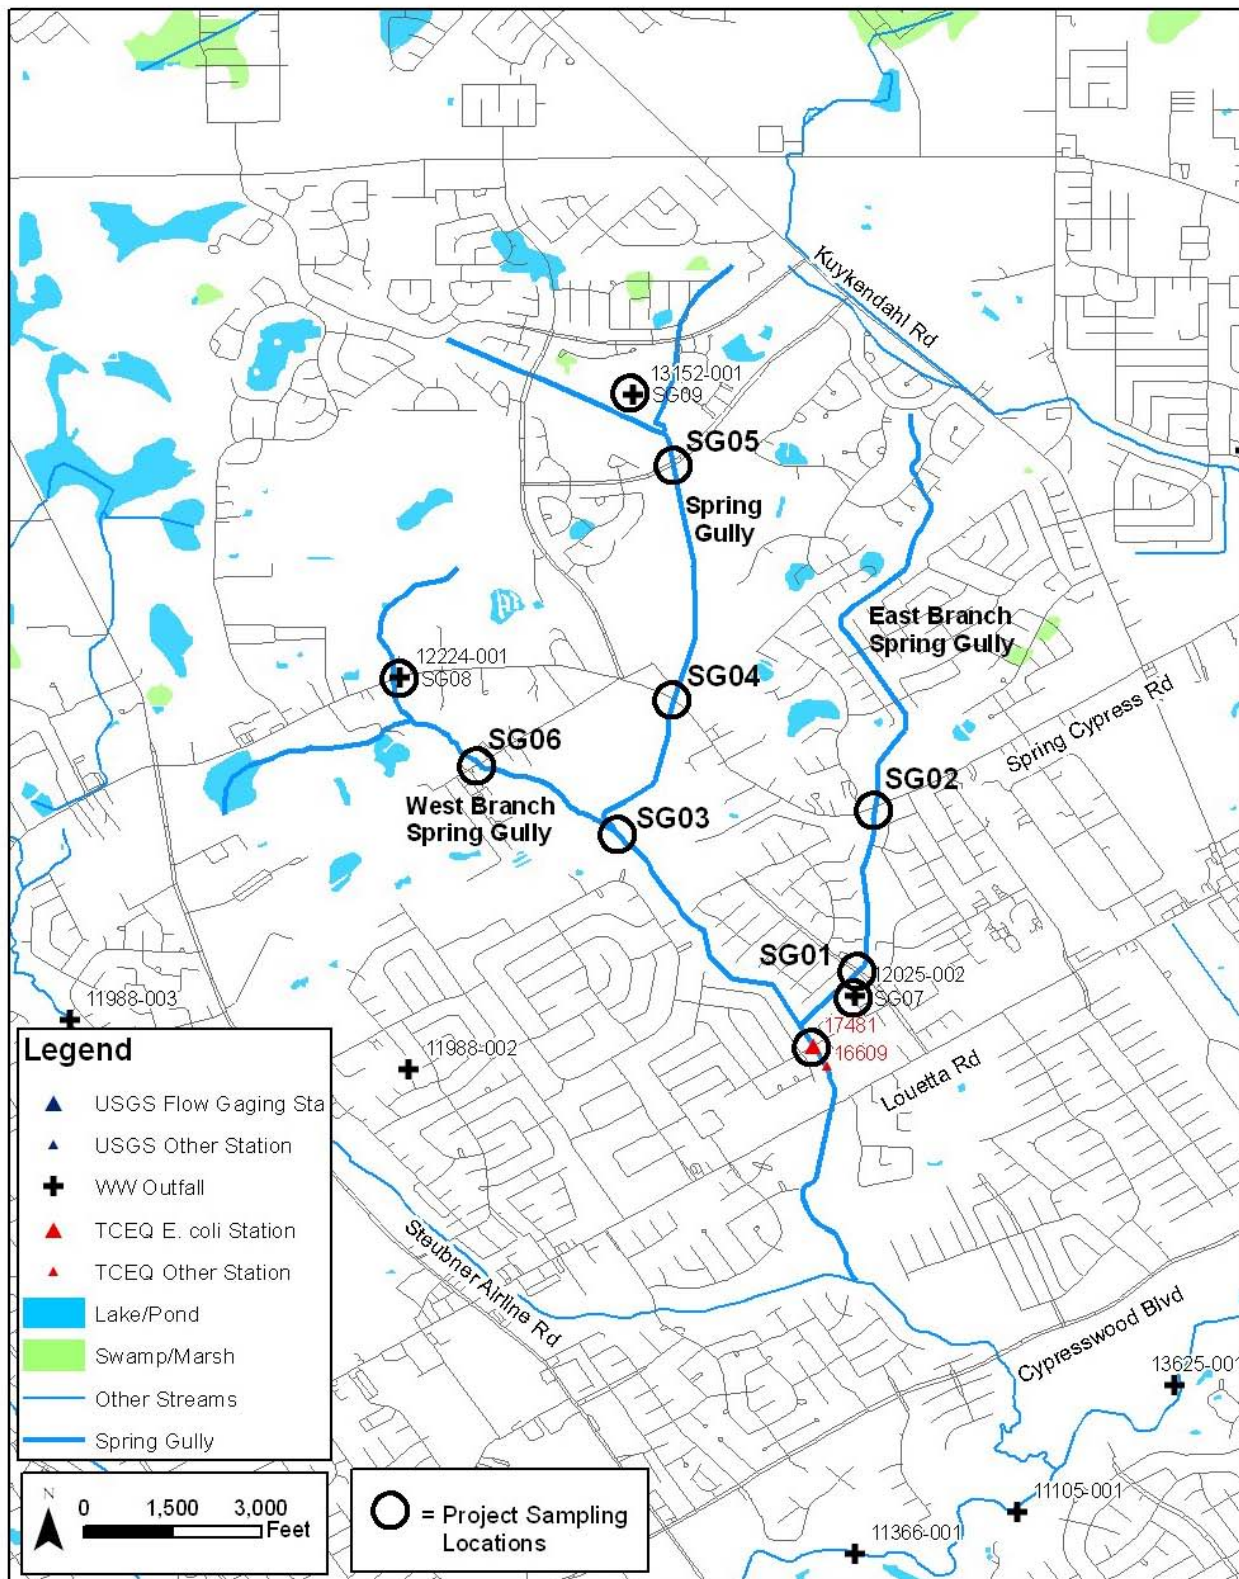 Kuykendahl Rd
13152-001
SG09
SG05
Spring
Gully
East Branch
Spring Gully
12224-001
SG08
SG04
Spring Cypress Rd
SG06
SG02
West Branch
Spring Gully
SG03
SG01
12025-002
SG07
11988-003
17481
16609
11988-002
Louetta Rd
Steubner Airline Rd
Cypresswood Blvd
13625-001
11105-001
11366-001
Legend
USGS Flow Gaging Sta
USGS Other Station
WW Outfall
TCEQ E. coli Station
TCEQ Other Station
Lake/Pond
Swamp/Marsh
Other Streams
Spring Gully
N
0 1,500 3,000
Feet
= Project Sampling
Locations